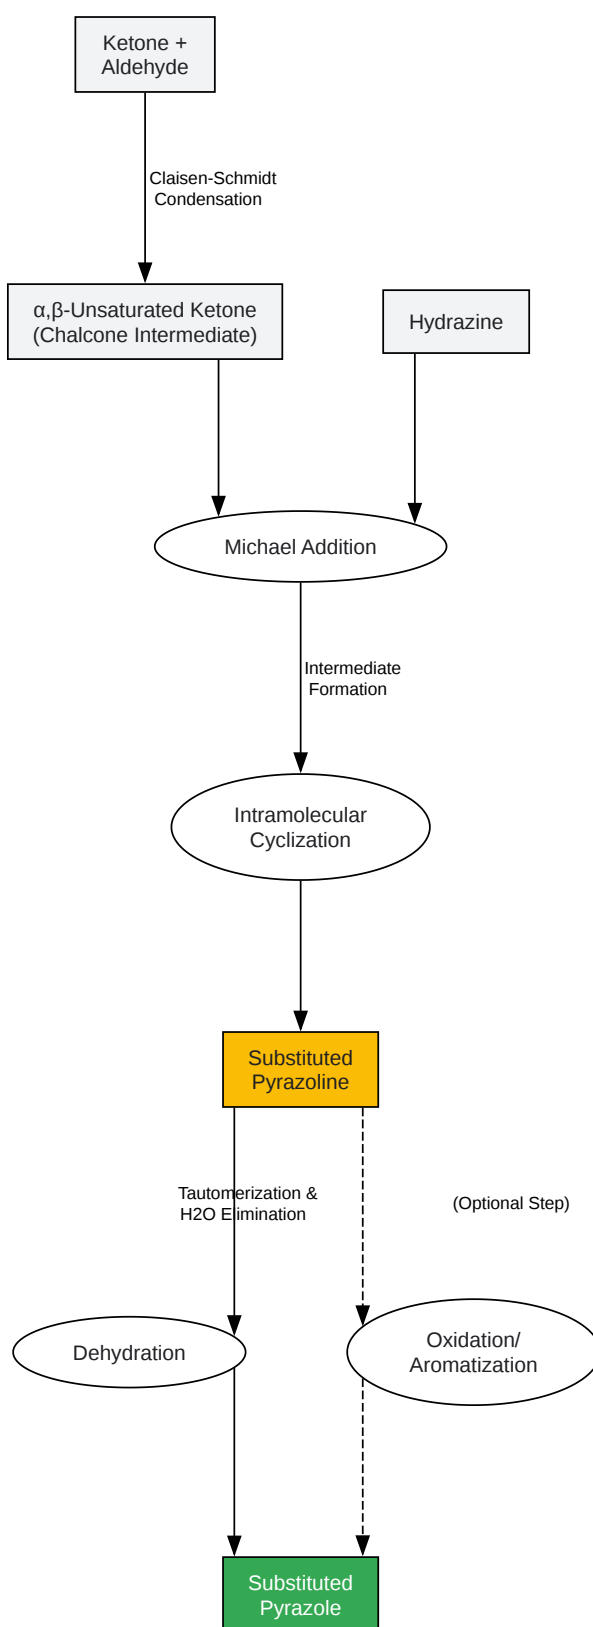 Ketone +
Aldehyde
Claisen-Schmidt
Condensation
α,β-Unsaturated Ketone
(Chalcone Intermediate)
Hydrazine
Michael Addition
Intermediate
Formation
Intramolecular
Cyclization
Substituted
Pyrazoline
Tautomerization &
H2O Elimination
(Optional Step)
Dehydration
Oxidation/
Aromatization
Substituted
Pyrazole